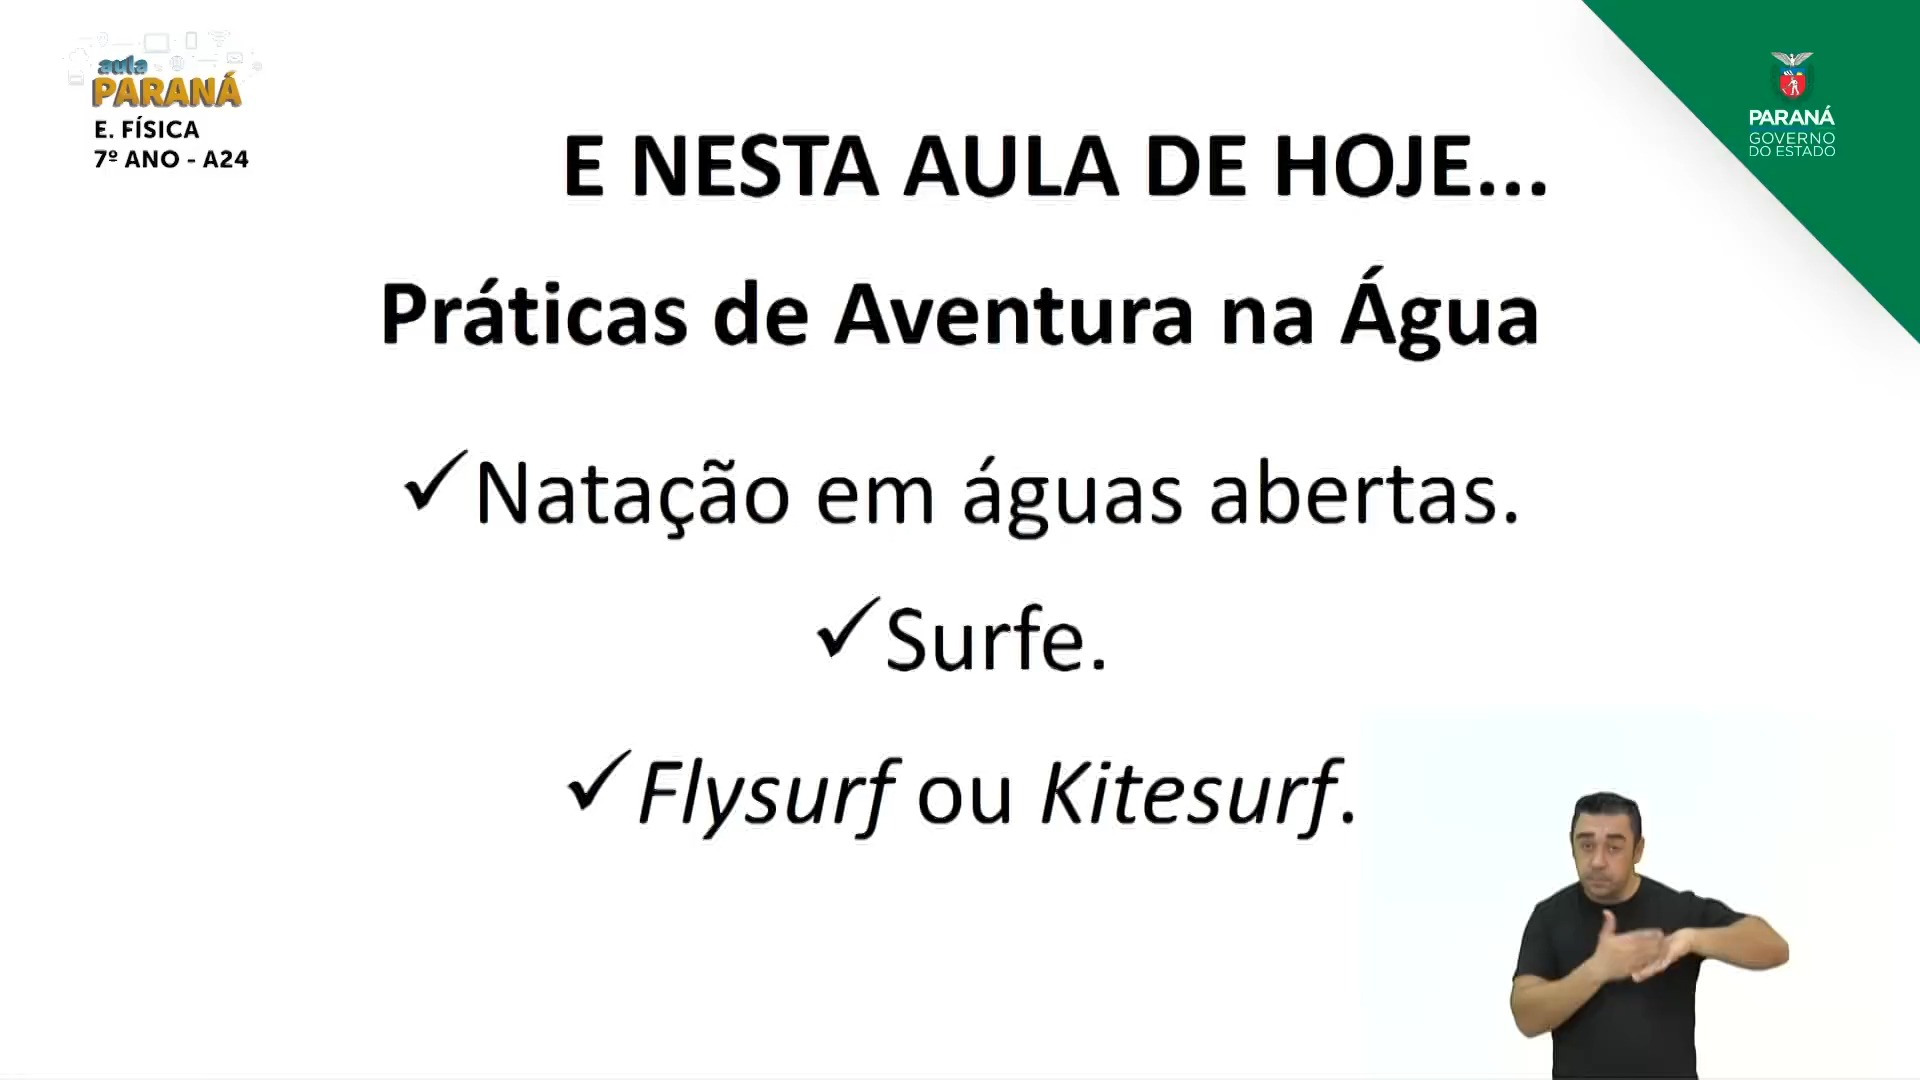 aula
PARANÁ
E. FÍSICA
7º ANO - A24
PARANÁ
GOVERNO
DO ESTADO
E NESTA AULA DE HOJE...
Práticas de Aventura na Água
✓Natação em águas abertas.
✓Surfe.
✓Flysurf ou Kitesurf.